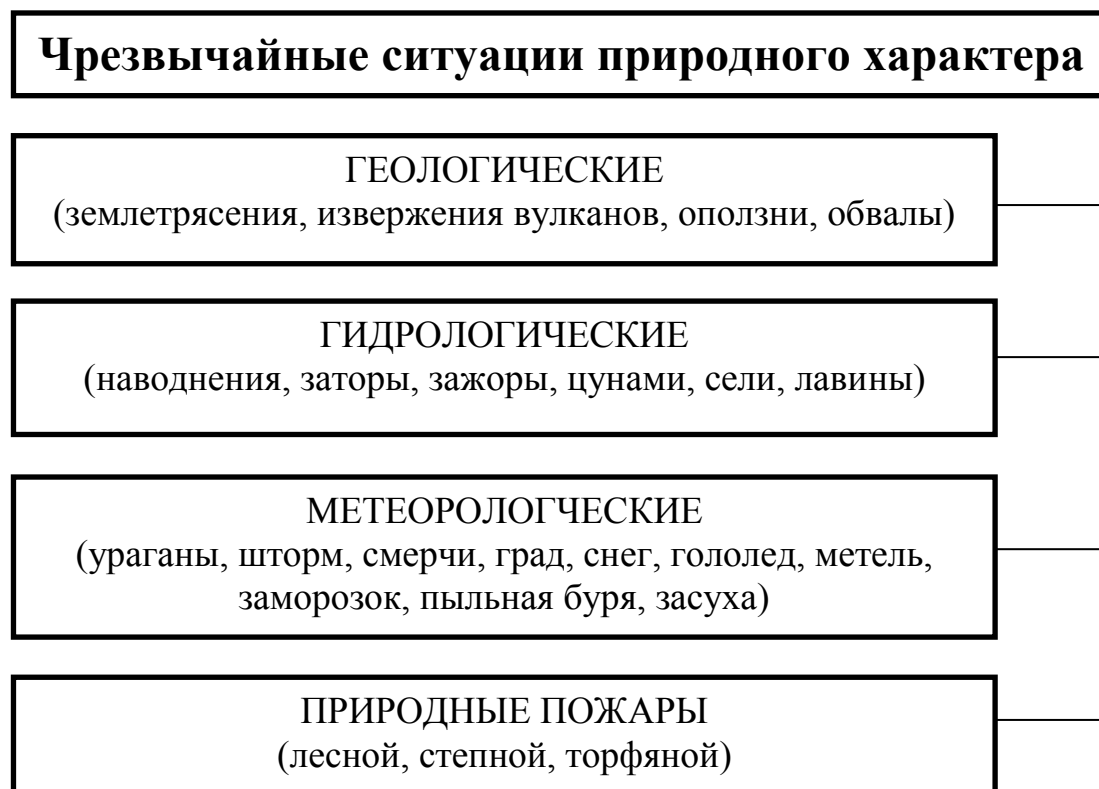 Чрезвычайные ситуации природного характера
ГЕОЛОГИЧЕСКИЕ
(землетрясения, извержения вулканов, оползни, обвалы)
ГИДРОЛОГИЧЕСКИЕ
(наводнения, заторы, зажоры, цунами, сели, лавины)
МЕТЕОРОЛОГЧЕСКИЕ
(ураганы, шторм, смерчи, град, снег, гололед, метель,
заморозок, пыльная буря, засуха)
ПРИРОДНЫЕ ПОЖАРЫ
(лесной, степной, торфяной)